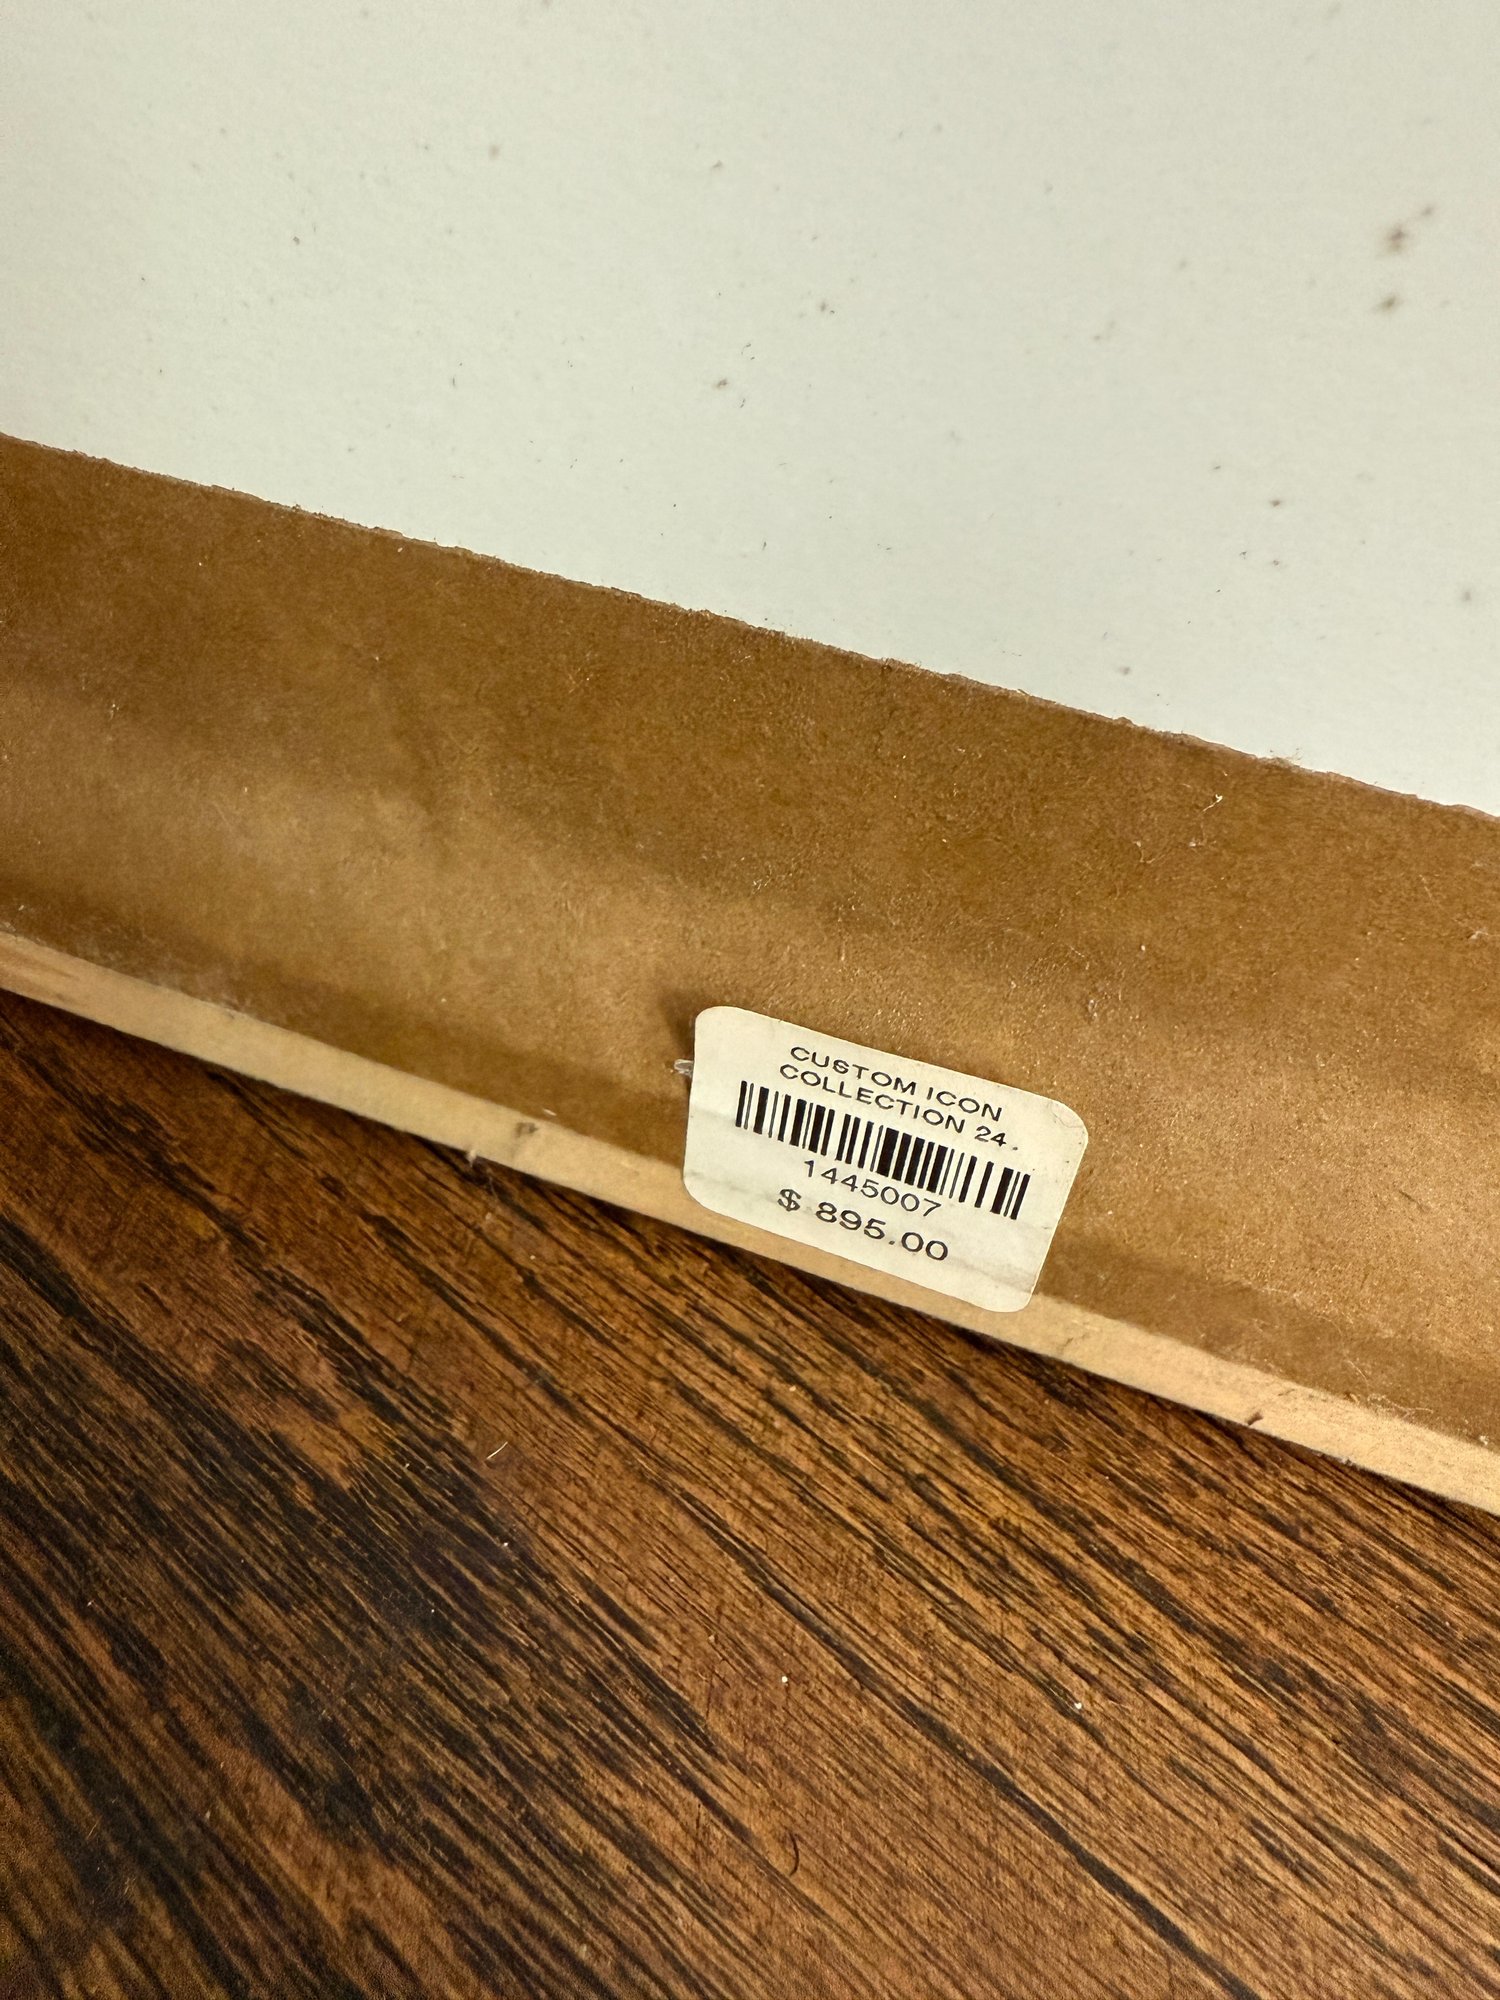 CUSTOM ICON
COLLECTION 24.
1445007
$ 895.00